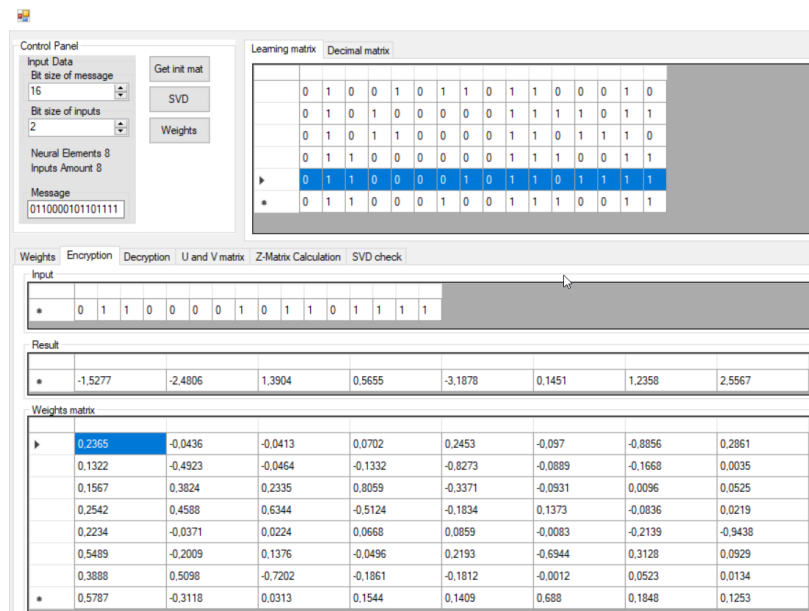 Control Panel
Input Data
Bit size of message
16
Bit size of inputs
2
Neural Elements 8
Inputs Amount 8
Message
0110000101101111
Get init mat
SVD
Weights
Learning matrix Decimal matrix
0 1 0 0 1 0 1 1 0 1 1 0 0 0 1 0
0 1 0 1 0 0 0 0 0 1 1 1 1 0 1 1
0 1 0 1 1 0 0 0 0 1 1 0 1 1 1 0
0 1 1 0 0 0 0 0 0 1 1 1 0 0 1 1
0 1 1 0 0 0 0 1 0 1 1 0 1 1 1 1
0 1 1 0 0 0 1 0 0 1 1 1 0 0 1 1
Weights Encryption Decryption U and V matrix Z-Matrix Calculation SVD check
Input
0 1 1 0 0 0 0 1 0 1 1 0 1 1 1 1
Result
-1,5277 -2,4806 1,3904 0,5655 -3,1878 0,1451 1,2358 2,5567
Weights matrix
0,2365 -0,0436 -0,0413 0,0702 0,2453 -0,097 -0,8856 0,2861
0,1322 -0,4923 -0,0464 -0,1332 -0,8273 -0,0889 -0,1668 0,0035
0,1567 0,3824 0,2335 0,8059 -0,3371 -0,0931 0,0096 0,0525
0,2542 0,4588 0,6344 -0,5124 -0,1834 0,1373 -0,0836 0,0219
0,2234 -0,0371 0,0224 0,0668 0,0859 -0,0083 -0,2139 -0,9438
0,5489 -0,2009 0,1376 -0,0496 0,2193 -0,6944 0,3128 0,0929
0,3888 0,5098 -0,7202 -0,1861 -0,1812 -0,0012 0,0523 0,0134
0,5787 -0,3118 0,0313 0,1544 0,1409 0,688 0,1848 0,1253